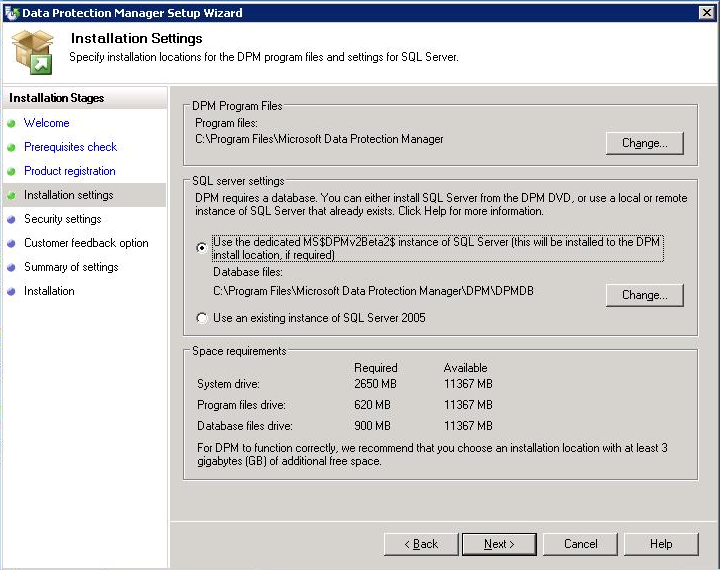 Data Protection Manager Setup Wizard
Installation Settings
Specify installation locations for the DPM program files and settings for SQL Server.
Installation Stages
Welcome
Prerequisites check
Product registration
Installation settings
Security settings
Customer feedback option
Summary of settings
Installation
DPM Program Files
Program files:
C:\Program Files\Microsoft Data Protection Manager
Change...
SQL server settings
DPM requires a database. You can either install SQL Server from the DPM DVD, or use a local or remote
instance of SQL Server that already exists. Click Help for more information.
Use the dedicated MS$DPMv2Beta2$ instance of SQL Server (this will be installed to the DPM
install location, if required)
Database files:
C:\Program Files\Microsoft Data Protection Manager\DPM\DPMDB
Change...
Use an existing instance of SQL Server 2005
Space requirements
Required Available
System drive: 2650 MB 11367 MB
Program files drive: 620 MB 11367 MB
Database files drive: 900 MB 11367 MB
For DPM to function correctly, we recommend that you choose an installation location with at least 3
gigabytes (GB) of additional free space.
< Back Next > Cancel Help